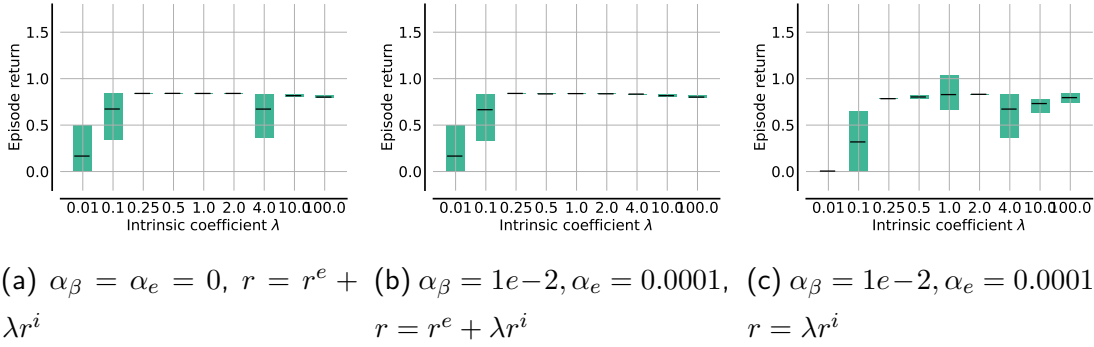 1.5
1.0
0.5
0.0
Episode return
0.01 0.1 0.25 0.5 1.0 2.0 4.0 10.0 100.0
Intrinsic coefficient λ
1.5
1.0
0.5
0.0
Episode return
0.01 0.1 0.25 0.5 1.0 2.0 4.0 10.0 100.0
Intrinsic coefficient λ
1.5
1.0
0.5
0.0
Episode return
0.01 0.1 0.25 0.5 1.0 2.0 4.0 10.0 100.0
Intrinsic coefficient λ
(a) α_β = α_e = 0, r = r^e +
λr^i
(b) α_β = 1e−2, α_e = 0.0001,
r = r^e + λr^i
(c) α_β = 1e−2, α_e = 0.0001
r = λr^i